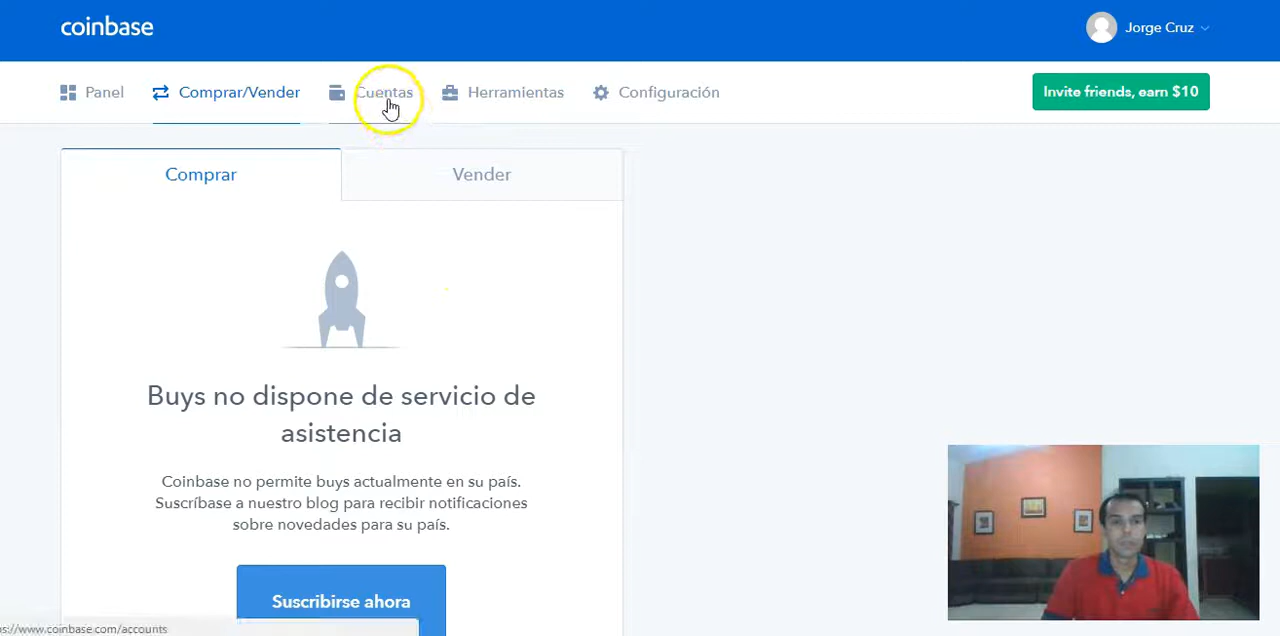 coinbase
Jorge Cruz
Panel
Comprar/Vender
Cuentas
Herramientas
Configuración
Invite friends, earn $10
Comprar
Vender
Buys no dispone de servicio de
asistencia
Coinbase no permite buys actualmente en su país.
Suscríbase a nuestro blog para recibir notificaciones
sobre novedades para su país.
Suscribirse ahora
ps://www.coinbase.com/accounts